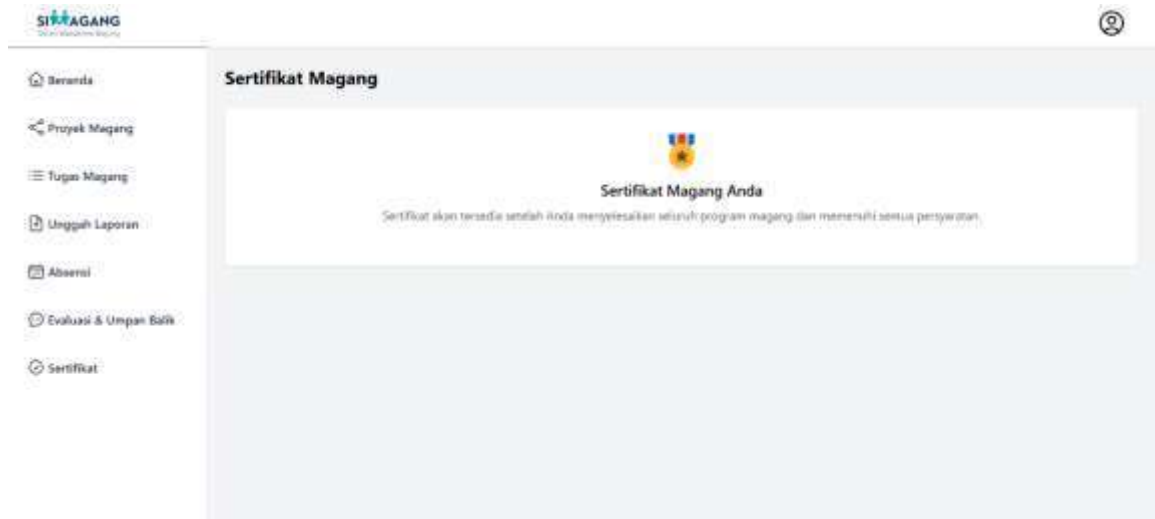 SIMAGANG
Beranda
Proyek Magang
Tugas Magang
Unggah Laporan
Absensi
Evaluasi & Umpan Balik
Sertifikat
Sertifikat Magang
Sertifikat Magang Anda
Sertifikat akan tersedia setelah Anda menyelesaikan seluruh program magang dan memenuhi semua persyaratan.